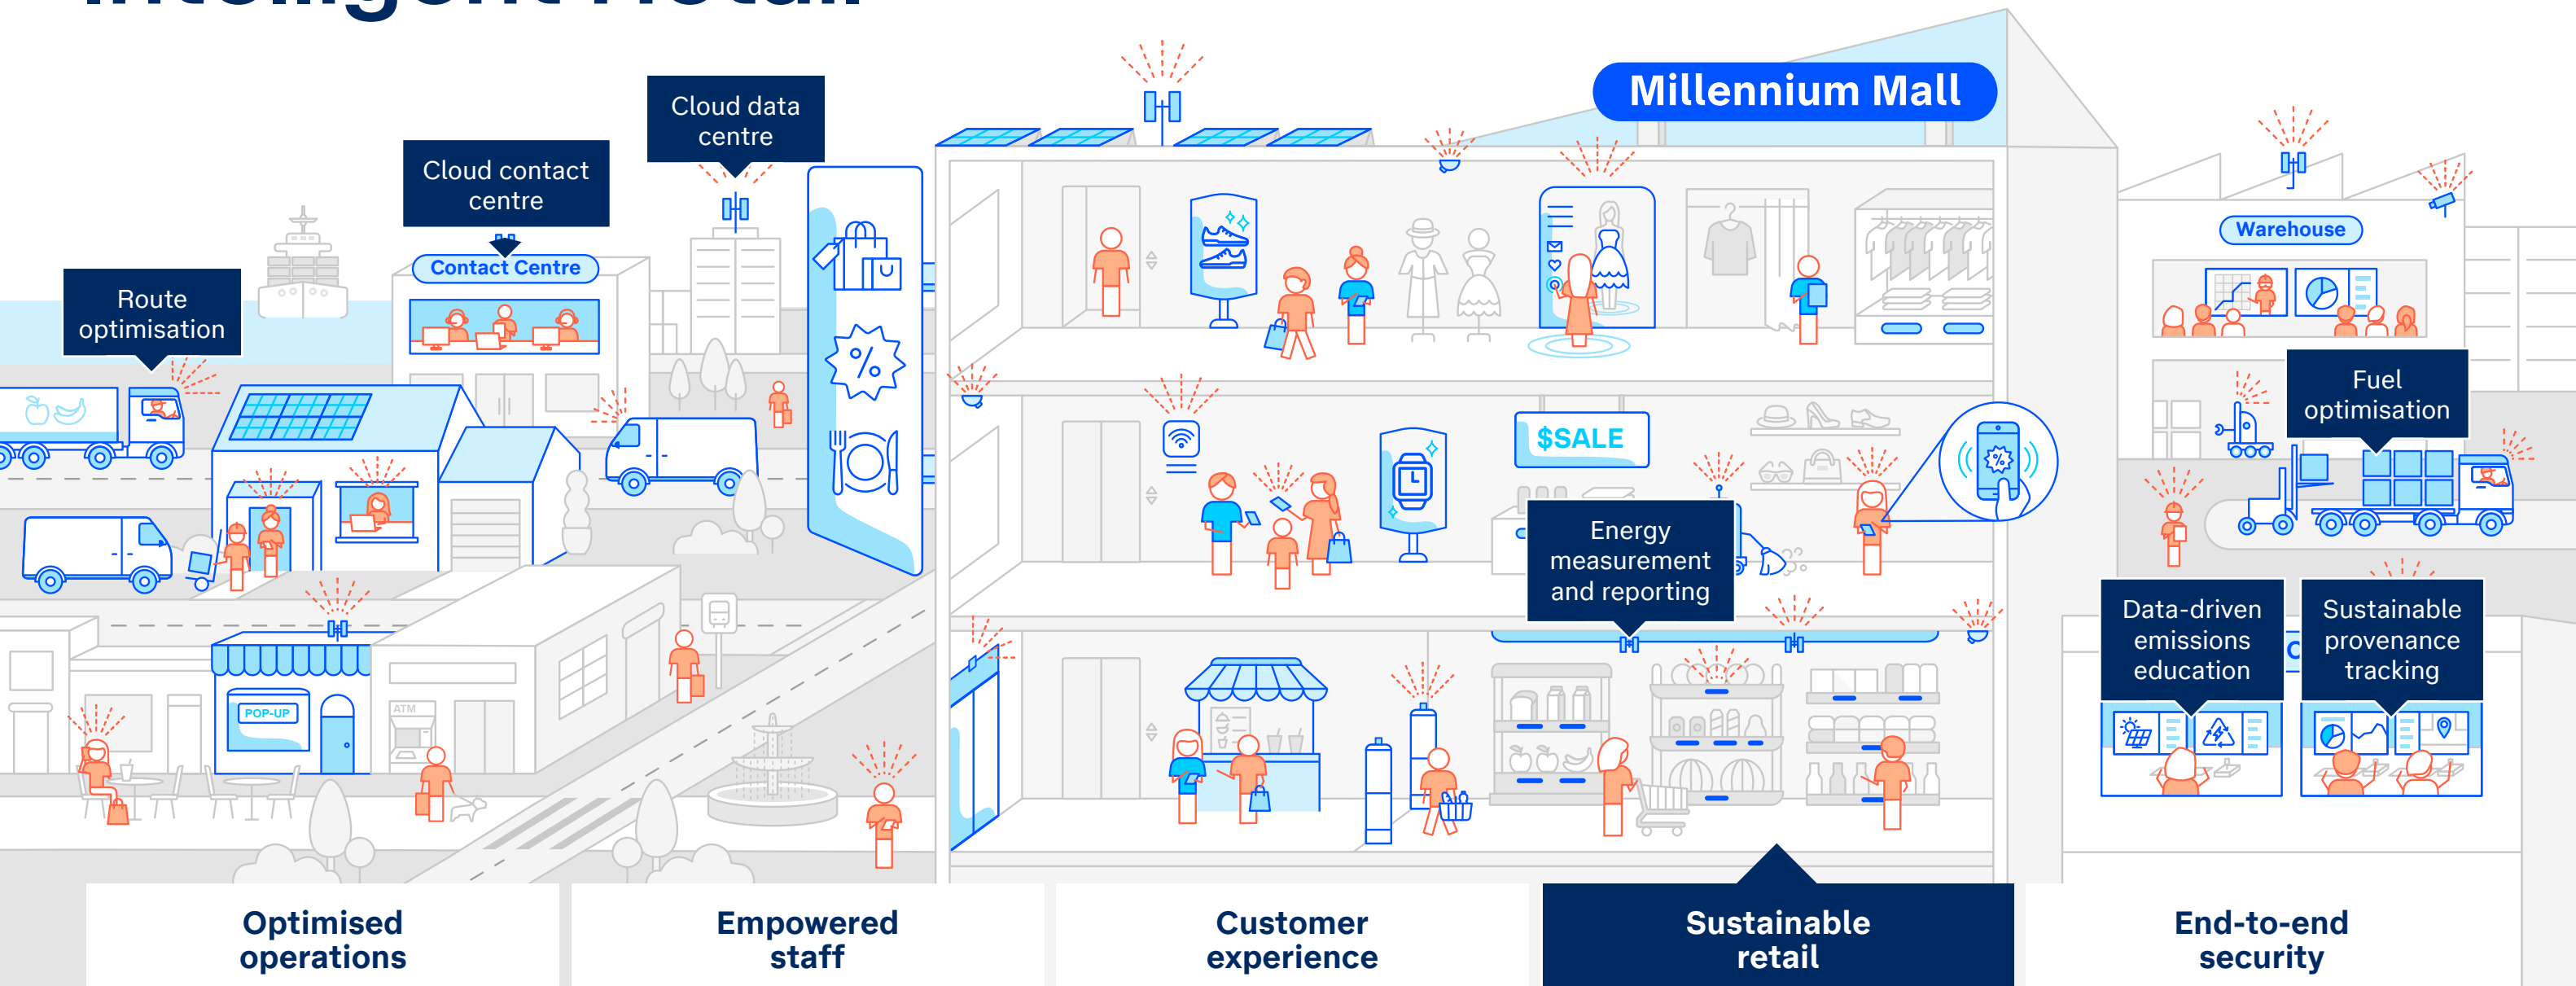 Intelligent Retail
Millennium Mall
Cloud data
centre
Cloud contact
centre
Contact Centre
Route
optimisation
Warehouse
Fuel
optimisation
$SALE
Energy
measurement
and reporting
Data-driven
emissions
education
Sustainable
provenance
tracking
POP-UP
ATM
Optimised
operations
Empowered
staff
Customer
experience
Sustainable
retail
End-to-end
security